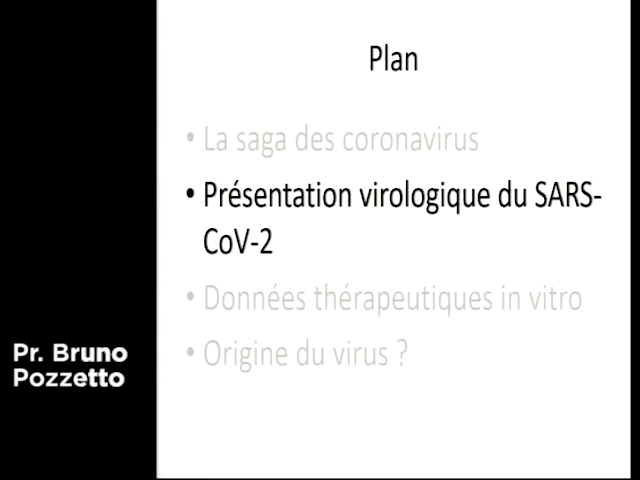 Plan
• La saga des coronavirus
• Présentation virologique du SARS-
CoV-2
• Données thérapeutiques in vitro
• Origine du virus ?
Pr. Bruno
Pozzetto